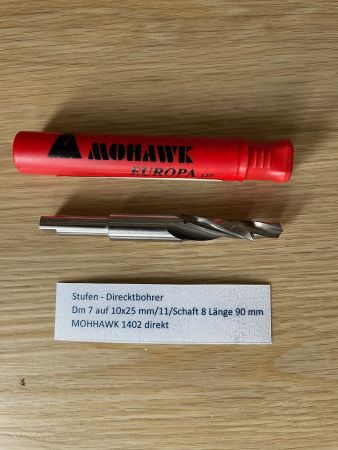 MOHAWK
EUROPA
Stufen - Direcktbohrer
Dm 7 auf 10x25 mm/11/Schaft 8 Länge 90 mm
MOHHAWK 1402 direkt